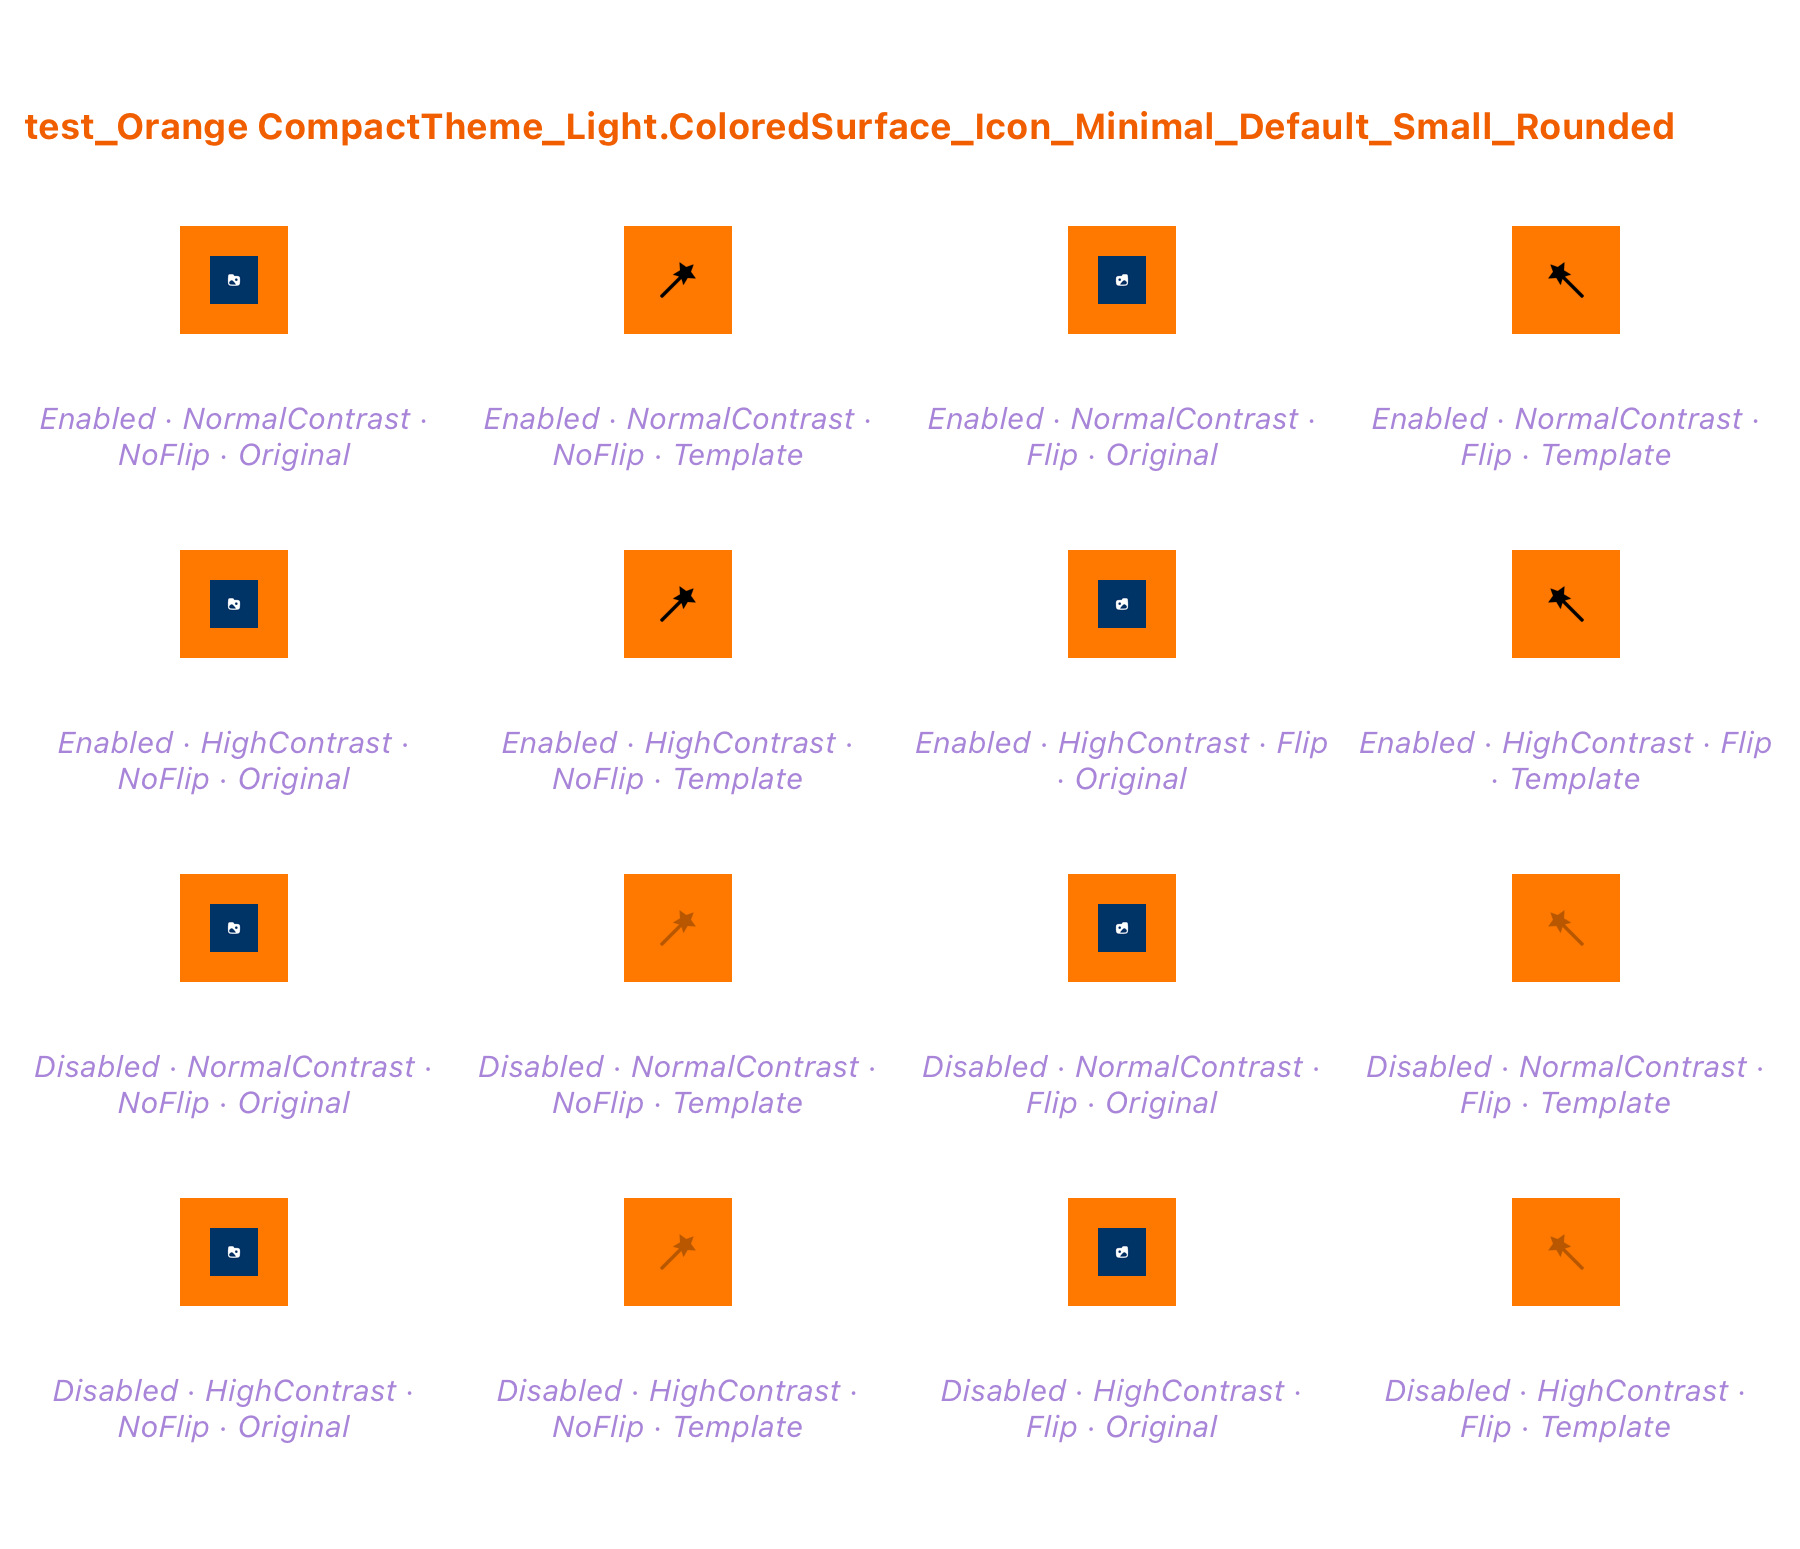 test_Orange CompactTheme_Light.ColoredSurface_Icon_Minimal_Default_Small_Rounded
Enabled · NormalContrast ·
NoFlip · Original
Enabled · NormalContrast ·
NoFlip · Template
Enabled · NormalContrast ·
Flip · Original
Enabled · NormalContrast ·
Flip · Template
Enabled · HighContrast ·
NoFlip · Original
Enabled · HighContrast ·
NoFlip · Template
Enabled · HighContrast · Flip
· Original
Enabled · HighContrast · Flip
· Template
Disabled · NormalContrast ·
NoFlip · Original
Disabled · NormalContrast ·
NoFlip · Template
Disabled · NormalContrast ·
Flip · Original
Disabled · NormalContrast ·
Flip · Template
Disabled · HighContrast ·
NoFlip · Original
Disabled · HighContrast ·
NoFlip · Template
Disabled · HighContrast ·
Flip · Original
Disabled · HighContrast ·
Flip · Template